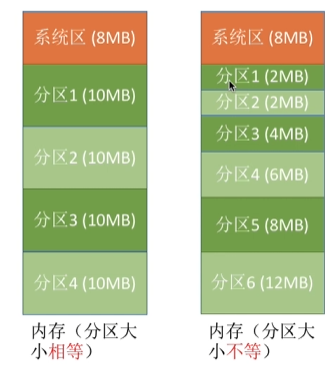 系统区 (8MB)
分区1 (10MB)
分区2 (10MB)
分区3 (10MB)
分区4 (10MB)
内存（分区大
小相等）
系统区 (8MB)
分区1 (2MB)
分区2 (2MB)
分区3 (4MB)
分区4 (6MB)
分区5 (8MB)
分区6 (12MB)
内存（分区大
小不等）